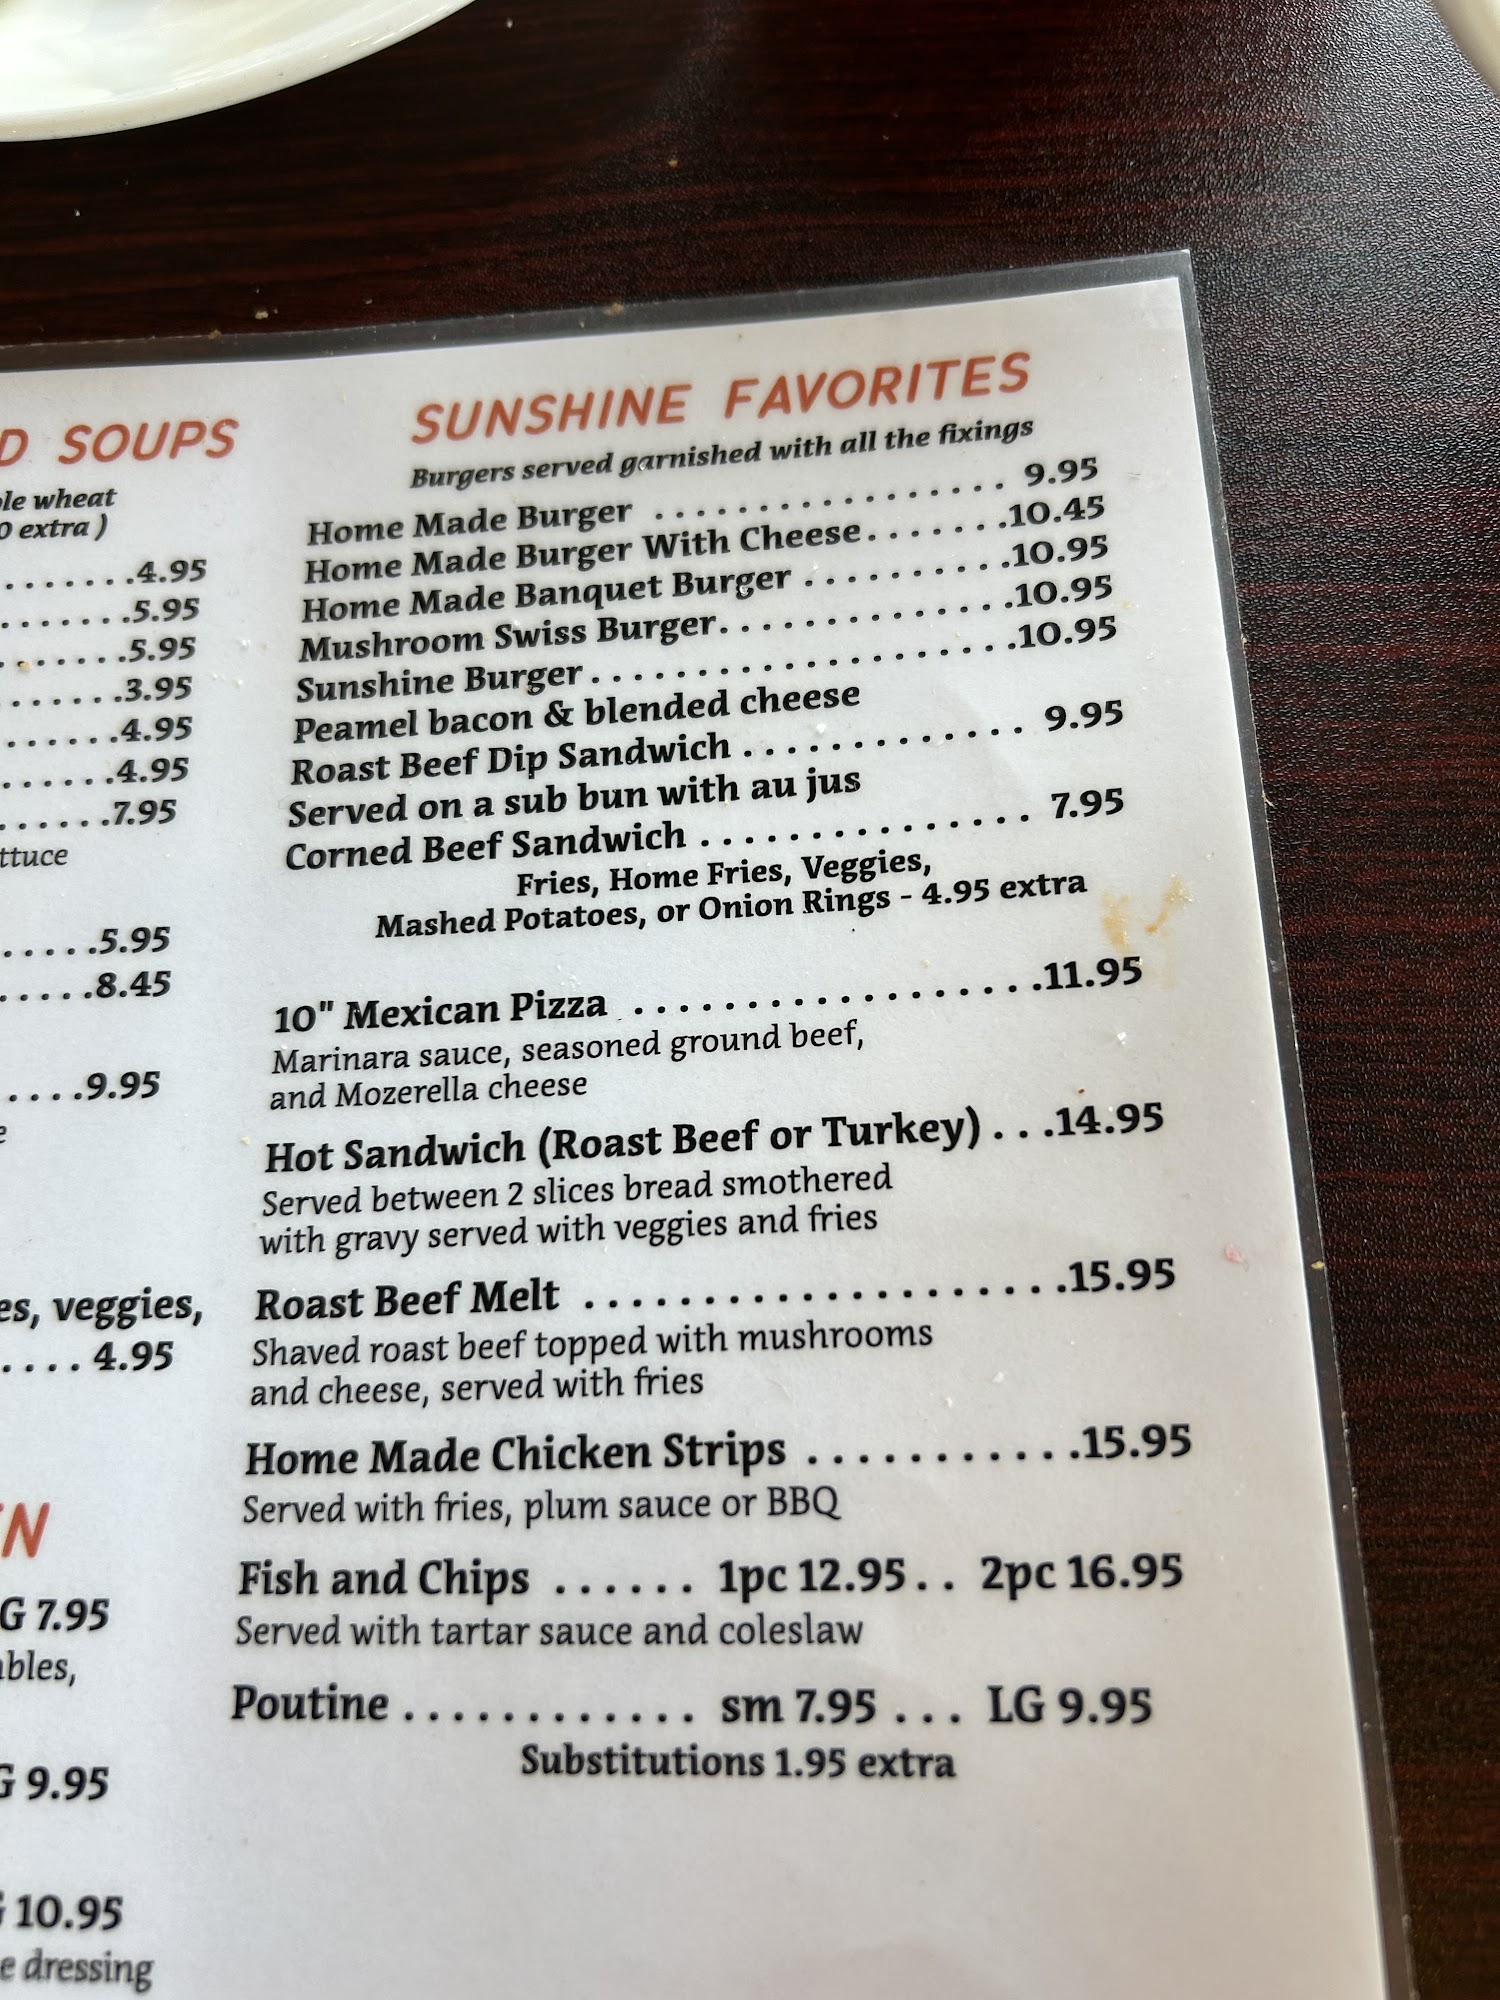 D SOUPS
ole wheat
0 extra )
. . . . . . . .4.95
. . . . . . . .5.95
. . . . . . .5.95
. . . . . . .3.95
. . . . . . .4.95
. . . . . . .4.95
. . . . . . .7.95
ttuce
. . . . . .5.95
. . . . . .8.45
. . . . .9.95
e
es, veggies,
. . . . 4.95
EN
G 7.95
ables,
G 9.95
G 10.95
e dressing
SUNSHINE FAVORITES
Burgers served garnished with all the fixings
Home Made Burger . . . . . . . . . . . . . . . . . 9.95
Home Made Burger With Cheese. . . . . . .10.45
Home Made Banquet Burger . . . . . . . . . .10.95
Mushroom Swiss Burger. . . . . . . . . . . . . .10.95
Sunshine Burger. . . . . . . . . . . . . . . . . . . .10.95
Peamel bacon & blended cheese
Roast Beef Dip Sandwich . . . . . . . . . . . . . 9.95
Served on a sub bun with au jus
Corned Beef Sandwich . . . . . . . . . . . . . . . 7.95
Fries, Home Fries, Veggies,
Mashed Potatoes, or Onion Rings - 4.95 extra
10" Mexican Pizza . . . . . . . . . . . . . . . . . .11.95
Marinara sauce, seasoned ground beef,
and Mozerella cheese
Hot Sandwich (Roast Beef or Turkey) . . .14.95
Served between 2 slices bread smothered
with gravy served with veggies and fries
Roast Beef Melt . . . . . . . . . . . . . . . . . . . . .15.95
Shaved roast beef topped with mushrooms
and cheese, served with fries
Home Made Chicken Strips . . . . . . . . . . . .15.95
Served with fries, plum sauce or BBQ
Fish and Chips . . . . . . 1pc 12.95 . . 2pc 16.95
Served with tartar sauce and coleslaw
Poutine . . . . . . . . . . . . sm 7.95 . . . LG 9.95
Substitutions 1.95 extra